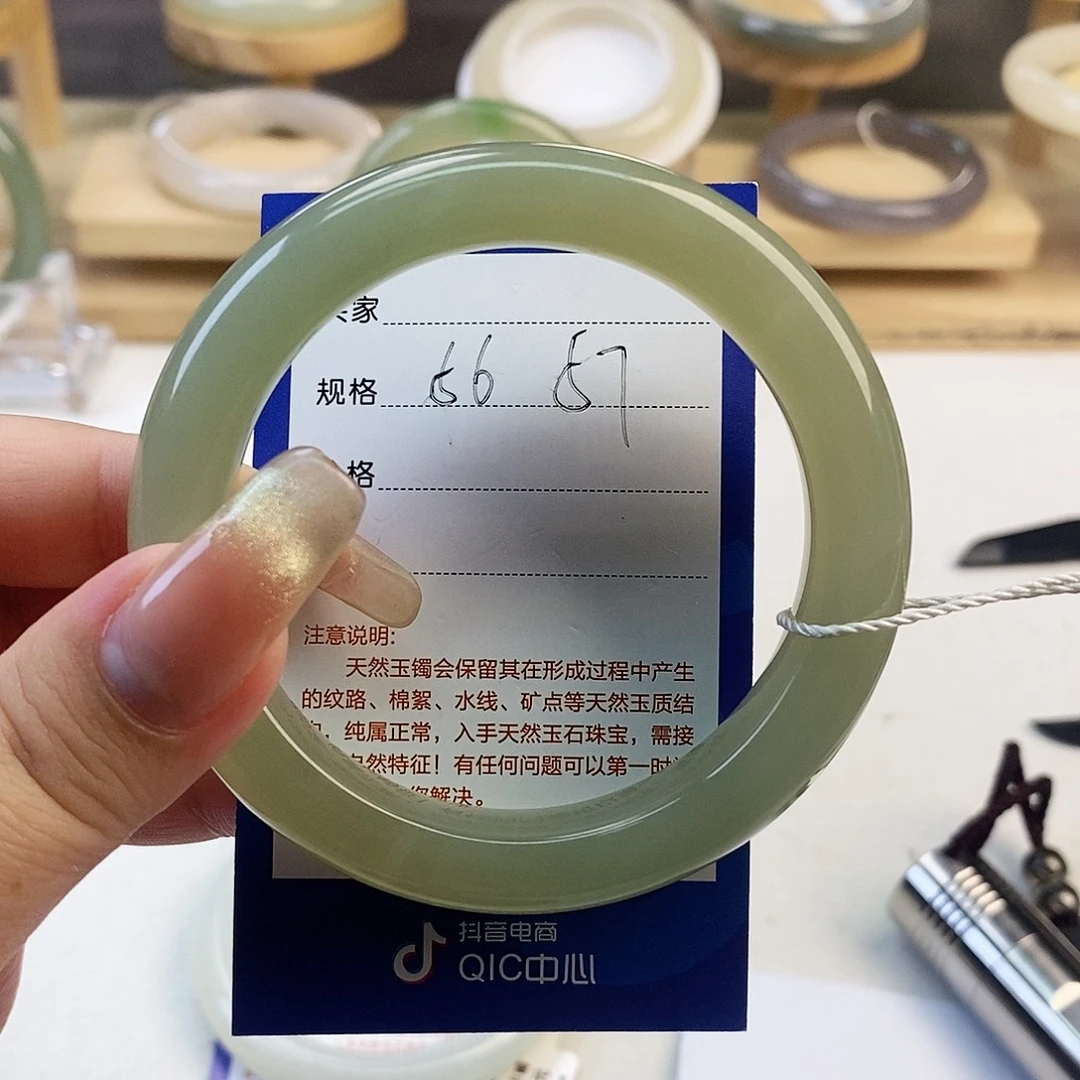 家
规格 56 57
格
注意说明:
天然玉镯会保留其在形成过程中产生
的纹路、棉絮、水线、矿点等天然玉质结
纯属正常，入手天然玉石珠宝，需接
自然特征！有任何问题可以第一时
解决。
抖音电商
QIC中心